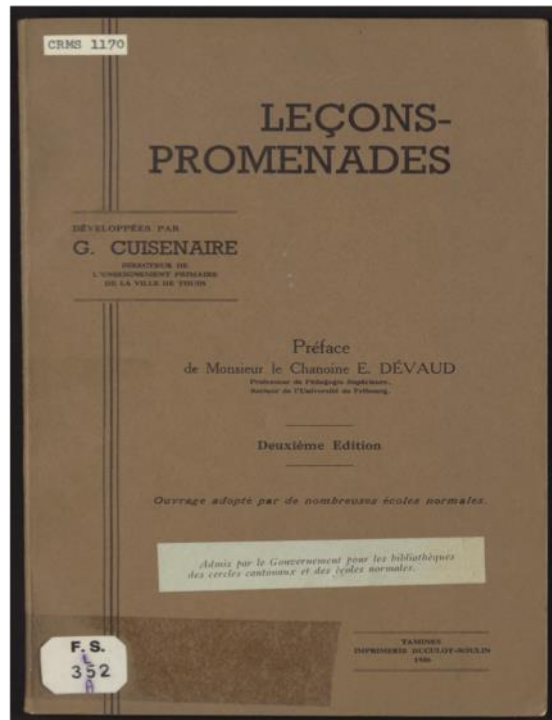 CRMS 1170
LEÇONS-
PROMENADES
DÉVELOPPÉES PAR
G. CUISENAIRE
DIRECTEUR DE
L'ENSEIGNEMENT PRIMAIRE
DE LA VILLE DE THUIN
Préface
de Monsieur le Chanoine E. DÉVAUD
Professeur de Pédagogie Supérieure,
Recteur de l'Université de Fribourg.
Deuxième Edition
Ouvrage adopté par de nombreuses écoles normales.
Admis par le Gouvernement pour les bibliothèques
des cercles cantonaux et des écoles normales.
F. S.
352
TAMINES
IMPRIMERIE DUCULOT-ROULIN